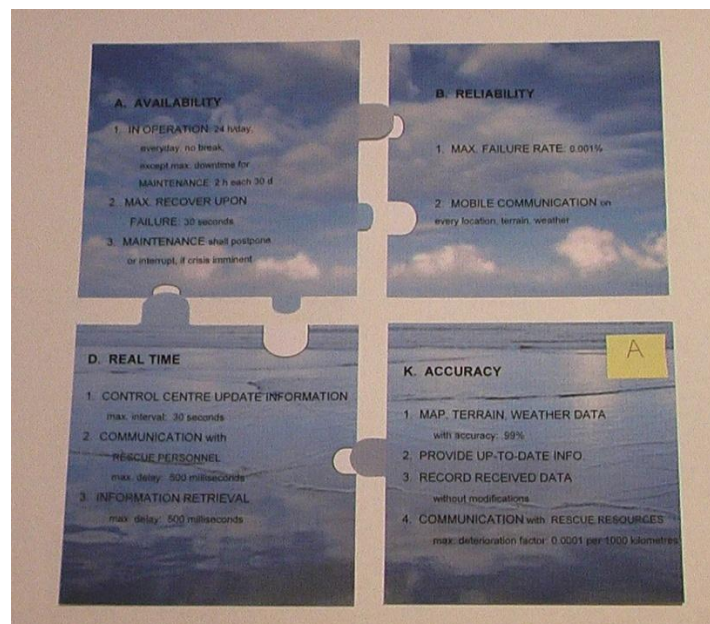 A. AVAILABILITY
1. IN OPERATION: 24 h/day,
everyday, no break,
except max. downtime for
MAINTENANCE: 2 h each 30 d
2. MAX. RECOVER UPON
FAILURE: 30 seconds
3. MAINTENANCE shall postpone
or interrupt, if crisis imminent
B. RELIABILITY
1. MAX. FAILURE RATE: 0.001%
2. MOBILE COMMUNICATION on
every location, terrain, weather
D. REAL TIME
1. CONTROL CENTRE UPDATE INFORMATION
max. interval: 30 seconds
2. COMMUNICATION with
RESCUE PERSONNEL
max. delay: 500 milliseconds
3. INFORMATION RETRIEVAL
max. delay: 500 milliseconds
A
K. ACCURACY
1. MAP, TERRAIN, WEATHER DATA
with accuracy: .99%
2. PROVIDE UP-TO-DATE INFO.
3. RECORD RECEIVED DATA
without modifications
4. COMMUNICATION with RESCUE RESOURCES
max. deterioration factor: 0.0001 per 1000 kilometres